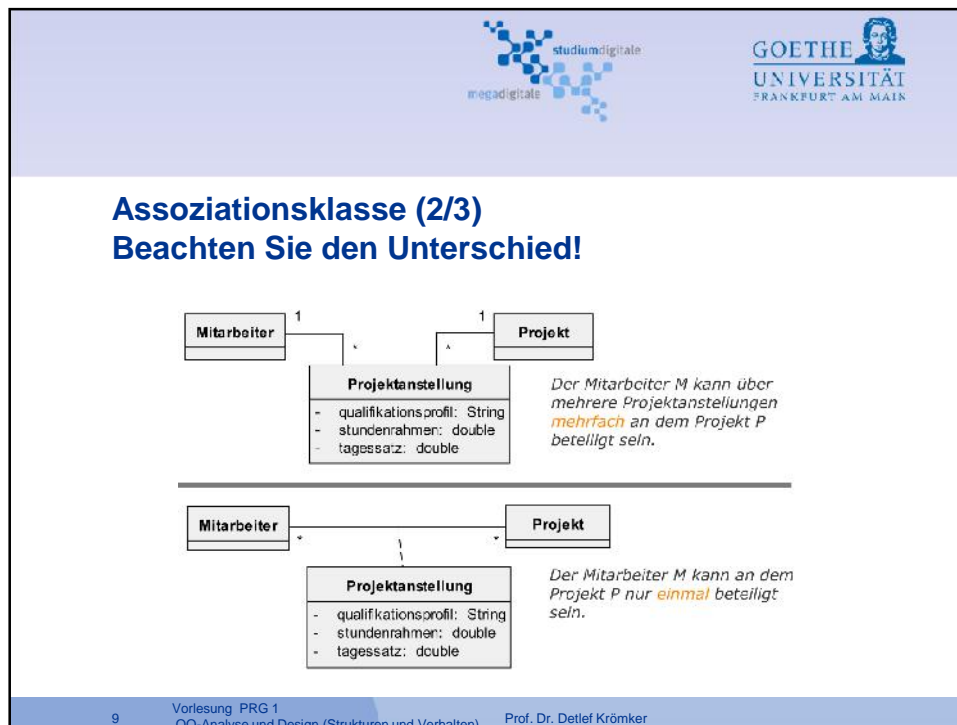 studiumdigitale
megadigitale
GOETHE
UNIVERSITÄT
FRANKFURT AM MAIN
Assoziationsklasse (2/3)
Beachten Sie den Unterschied!
Mitarbeiter
1
*
1
*
Projekt
Projektanstellung
- qualifikationsprofil: String
- stundenrahmen: double
- tagessatz: double
Der Mitarbeiter M kann über
mehrere Projektanstellungen
mehrfach an dem Projekt P
beteiligt sein.
Mitarbeiter
*
*
Projekt
Projektanstellung
- qualifikationsprofil: String
- stundenrahmen: double
- tagessatz: double
Der Mitarbeiter M kann an dem
Projekt P nur einmal beteiligt
sein.
9
Vorlesung PRG 1
OO-Analyse und Design (Strukturen und Verhalten)
Prof. Dr. Detlef Krömker